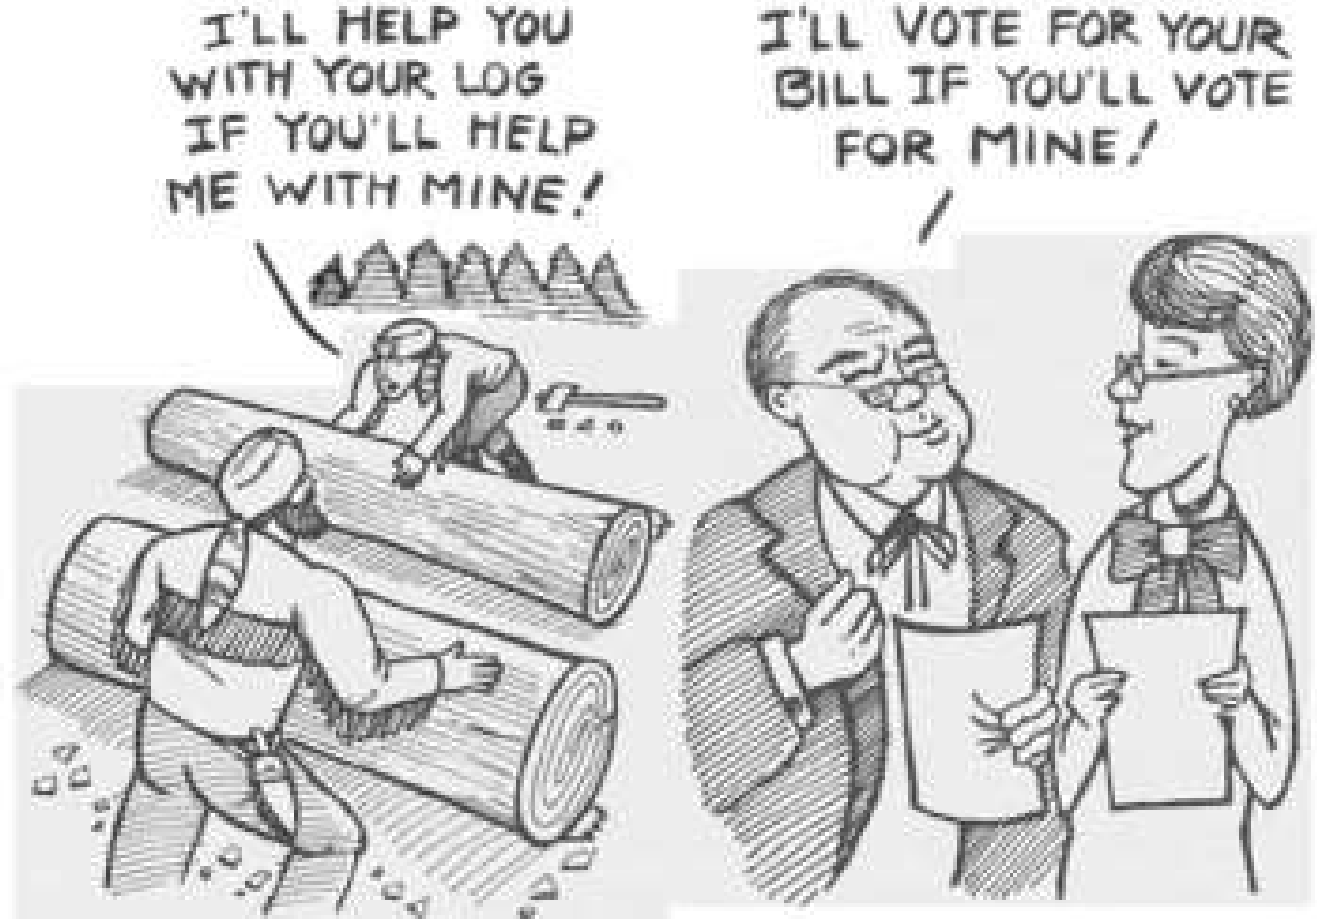 I'LL HELP YOU
WITH YOUR LOG
IF YOU'LL HELP
ME WITH MINE!
I'LL VOTE FOR YOUR
BILL IF YOU'LL VOTE
FOR MINE!